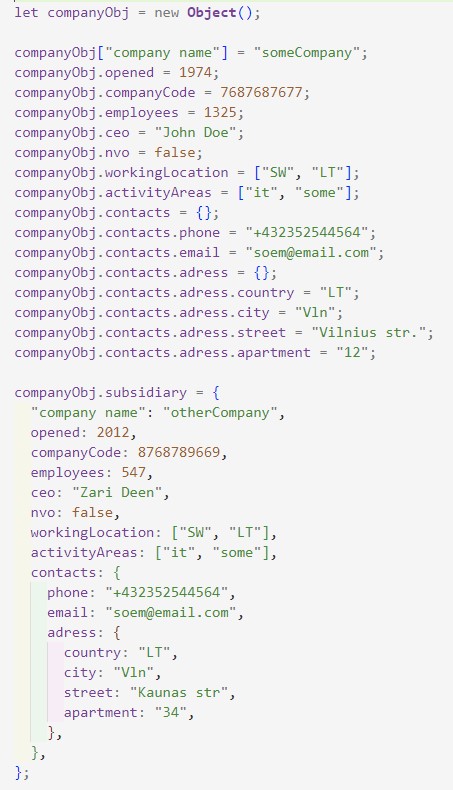 let companyObj = new Object();
companyObj["company name"] = "someCompany";
companyObj.opened = 1974;
companyObj.companyCode = 7687687677;
companyObj.employees = 1325;
companyObj.ceo = "John Doe";
companyObj.nvo = false;
companyObj.workingLocation = ["SW", "LT"];
companyObj.activityAreas = ["it", "some"];
companyObj.contacts = {};
companyObj.contacts.phone = "+432352544564";
companyObj.contacts.email = "soem@email.com";
companyObj.contacts.adress = {};
companyObj.contacts.adress.country = "LT";
companyObj.contacts.adress.city = "Vln";
companyObj.contacts.adress.street = "Vilnius str.";
companyObj.contacts.adress.apartment = "12";
companyObj.subsidiary = {
"company name": "otherCompany",
opened: 2012,
companyCode: 8768789669,
employees: 547,
ceo: "Zari Deen",
nvo: false,
workingLocation: ["SW", "LT"],
activityAreas: ["it", "some"],
contacts: {
phone: "+432352544564",
email: "soem@email.com",
adress: {
country: "LT",
city: "Vln",
street: "Kaunas str",
apartment: "34",
},
},
};